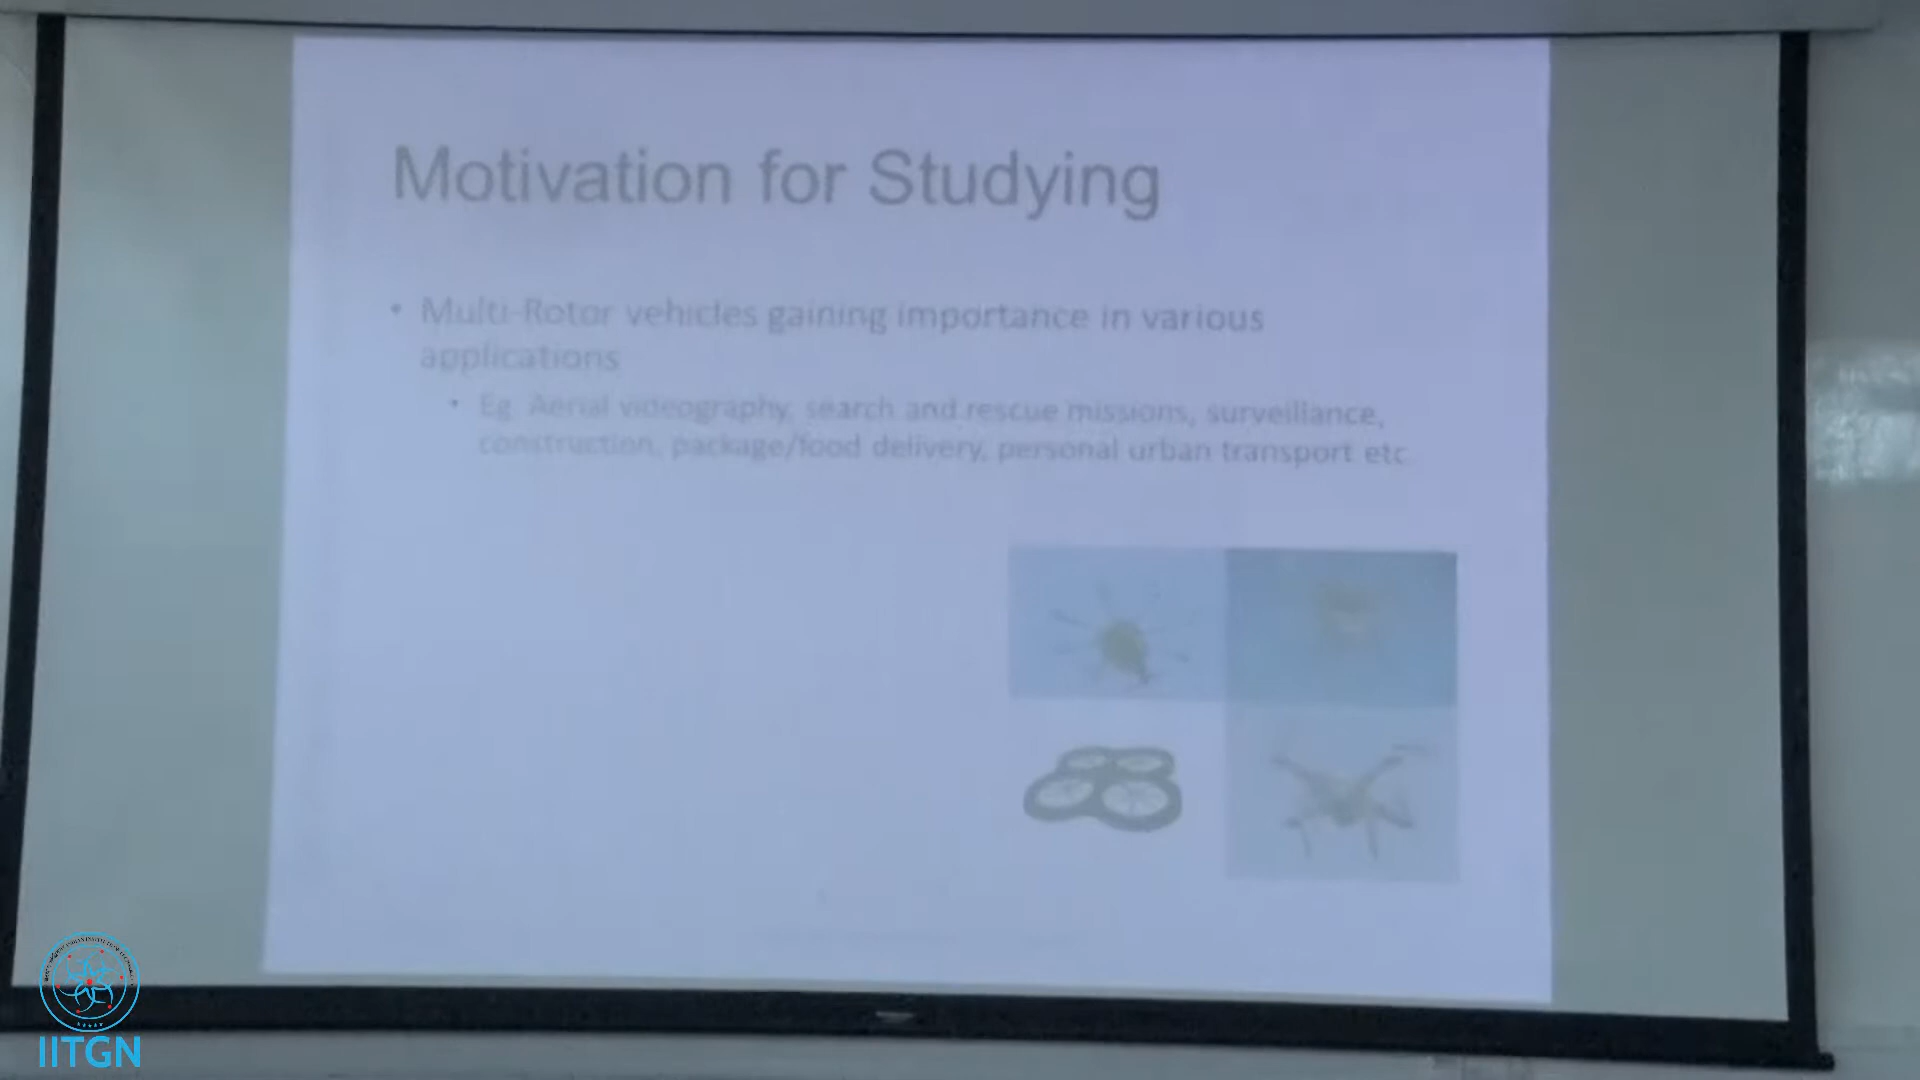 Motivation for Studying
• Multi-Rotor vehicles gaining importance in various
applications
• Eg. Aerial videography, search and rescue missions, surveillance,
construction, package/food delivery, personal urban transport etc
IITGN